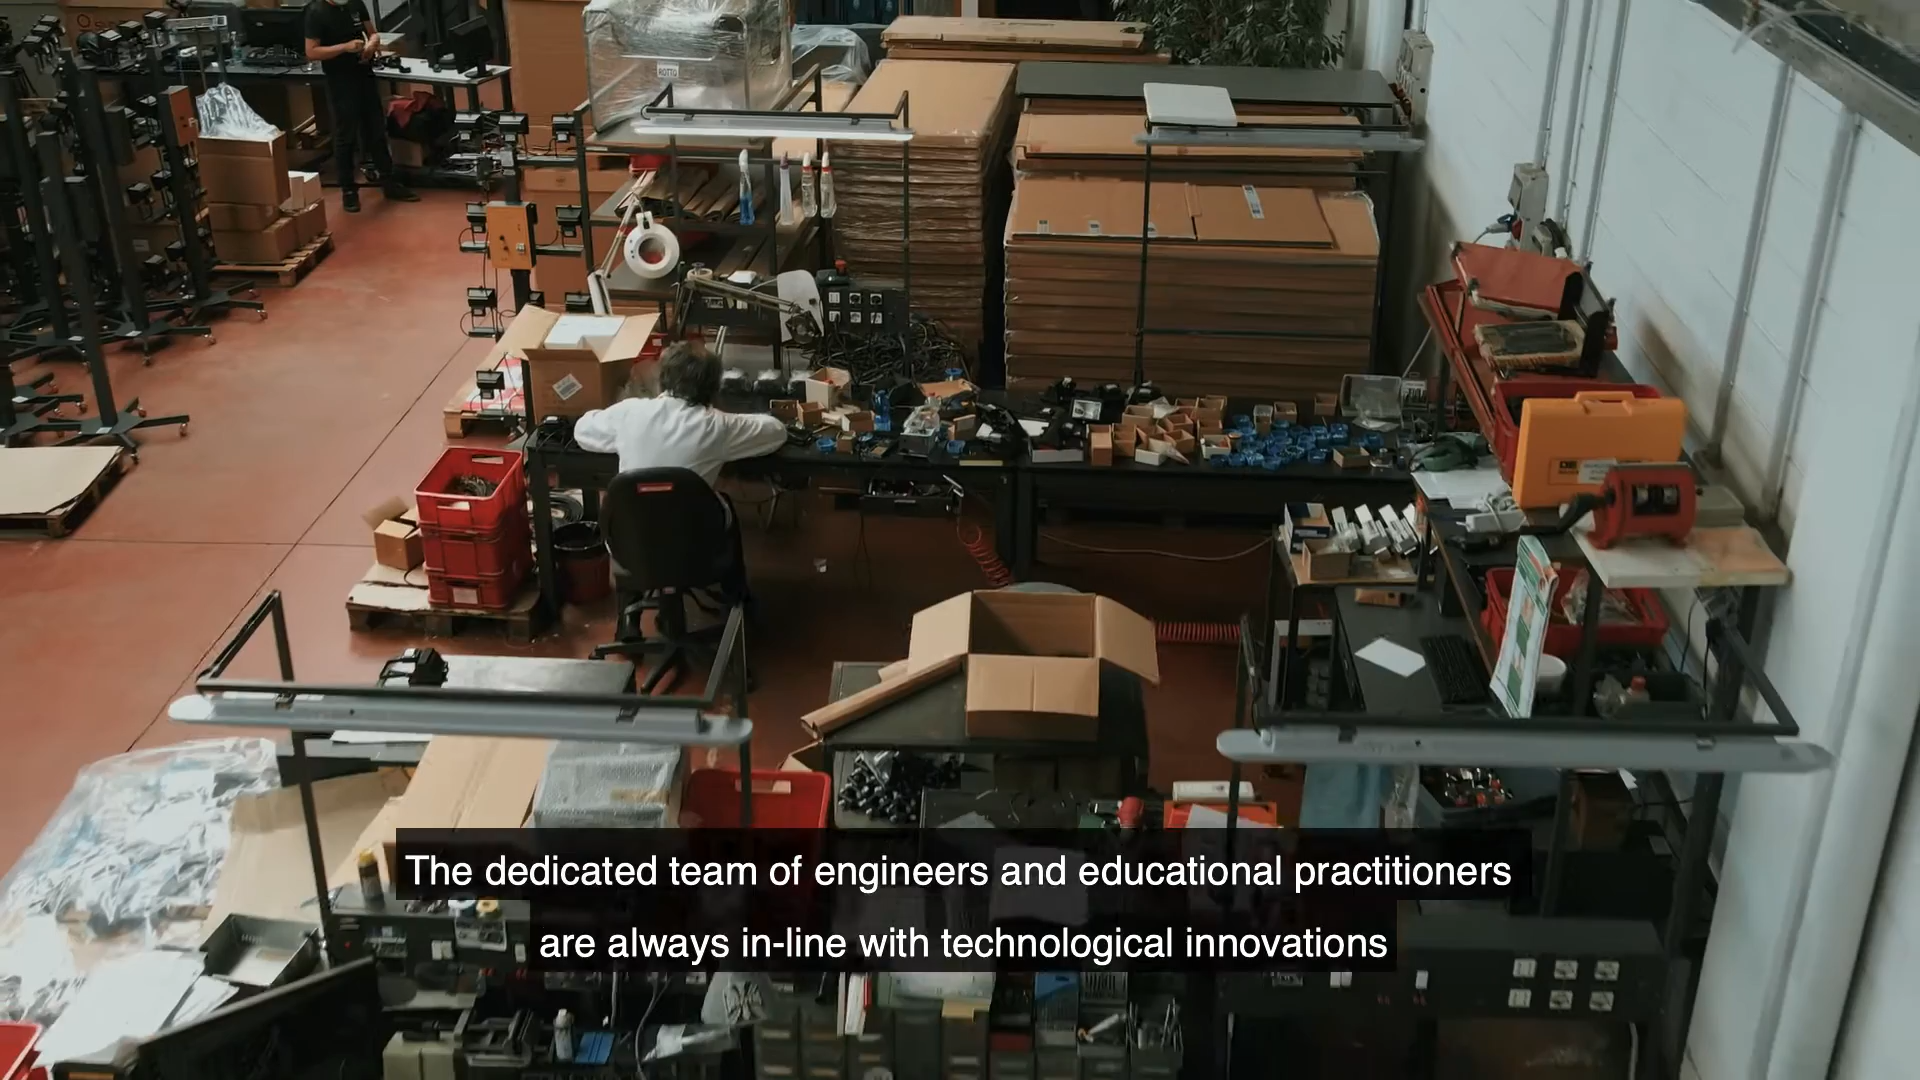 The dedicated team of engineers and educational practitioners
are always in-line with technological innovations